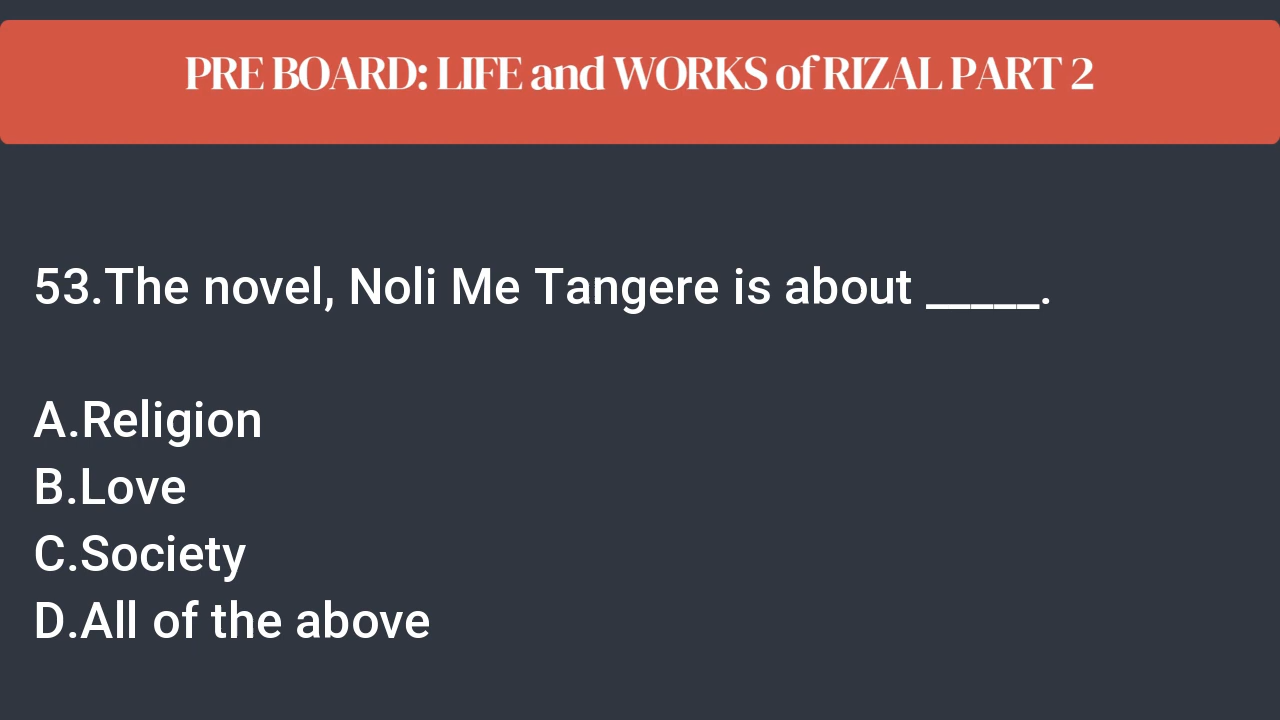 PRE BOARD: LIFE and WORKS of RIZAL PART 2
53.The novel, Noli Me Tangere is about _____.
A.Religion
B.Love
C.Society
D.All of the above